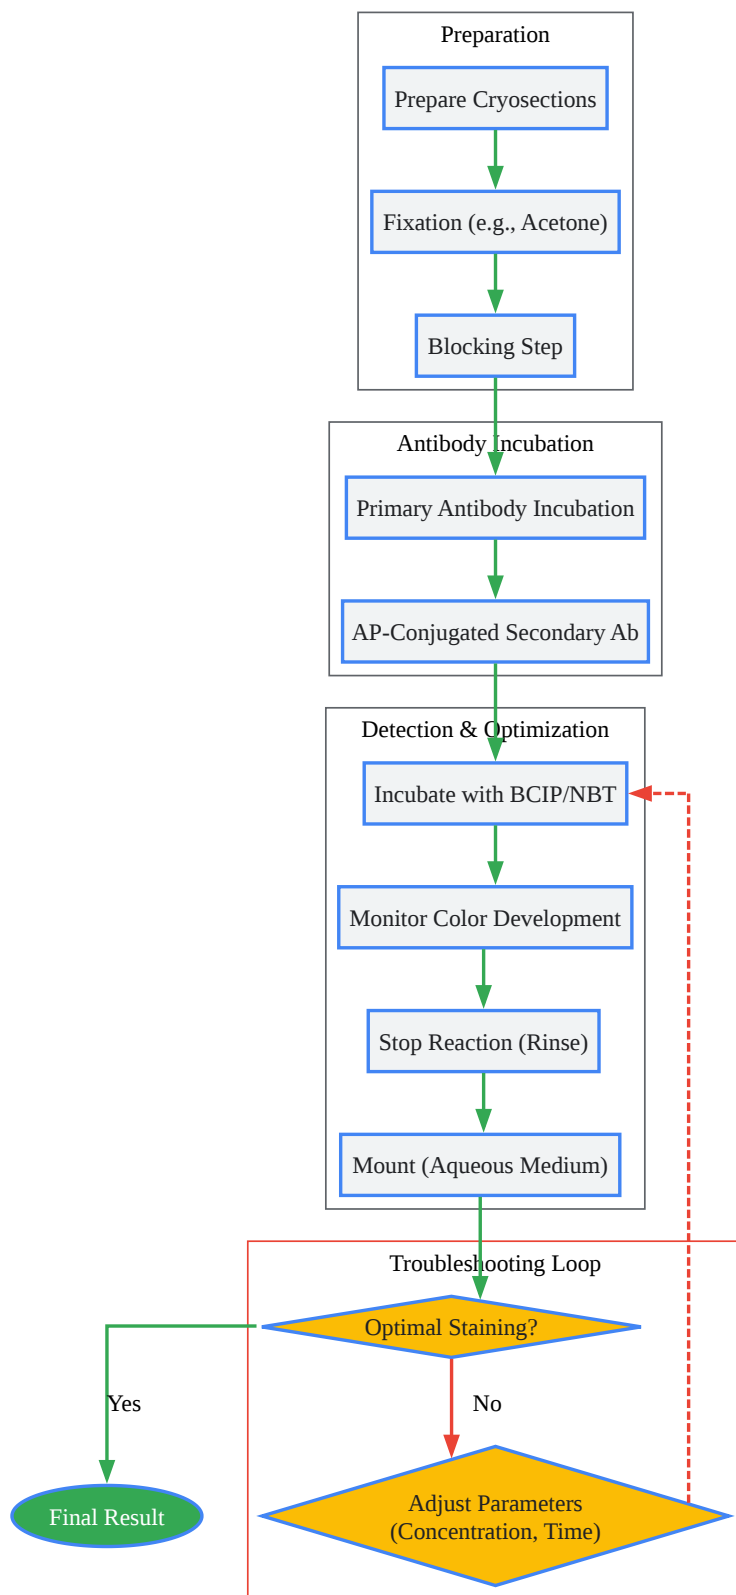 Preparation
Prepare Cryosections
Fixation (e.g., Acetone)
Blocking Step
Antibody Incubation
Primary Antibody Incubation
AP-Conjugated Secondary Ab
Detection & Optimization
Incubate with BCIP/NBT
Monitor Color Development
Stop Reaction (Rinse)
Mount (Aqueous Medium)
Troubleshooting Loop
Optimal Staining?
Yes
No
Final Result
Adjust Parameters
(Concentration, Time)